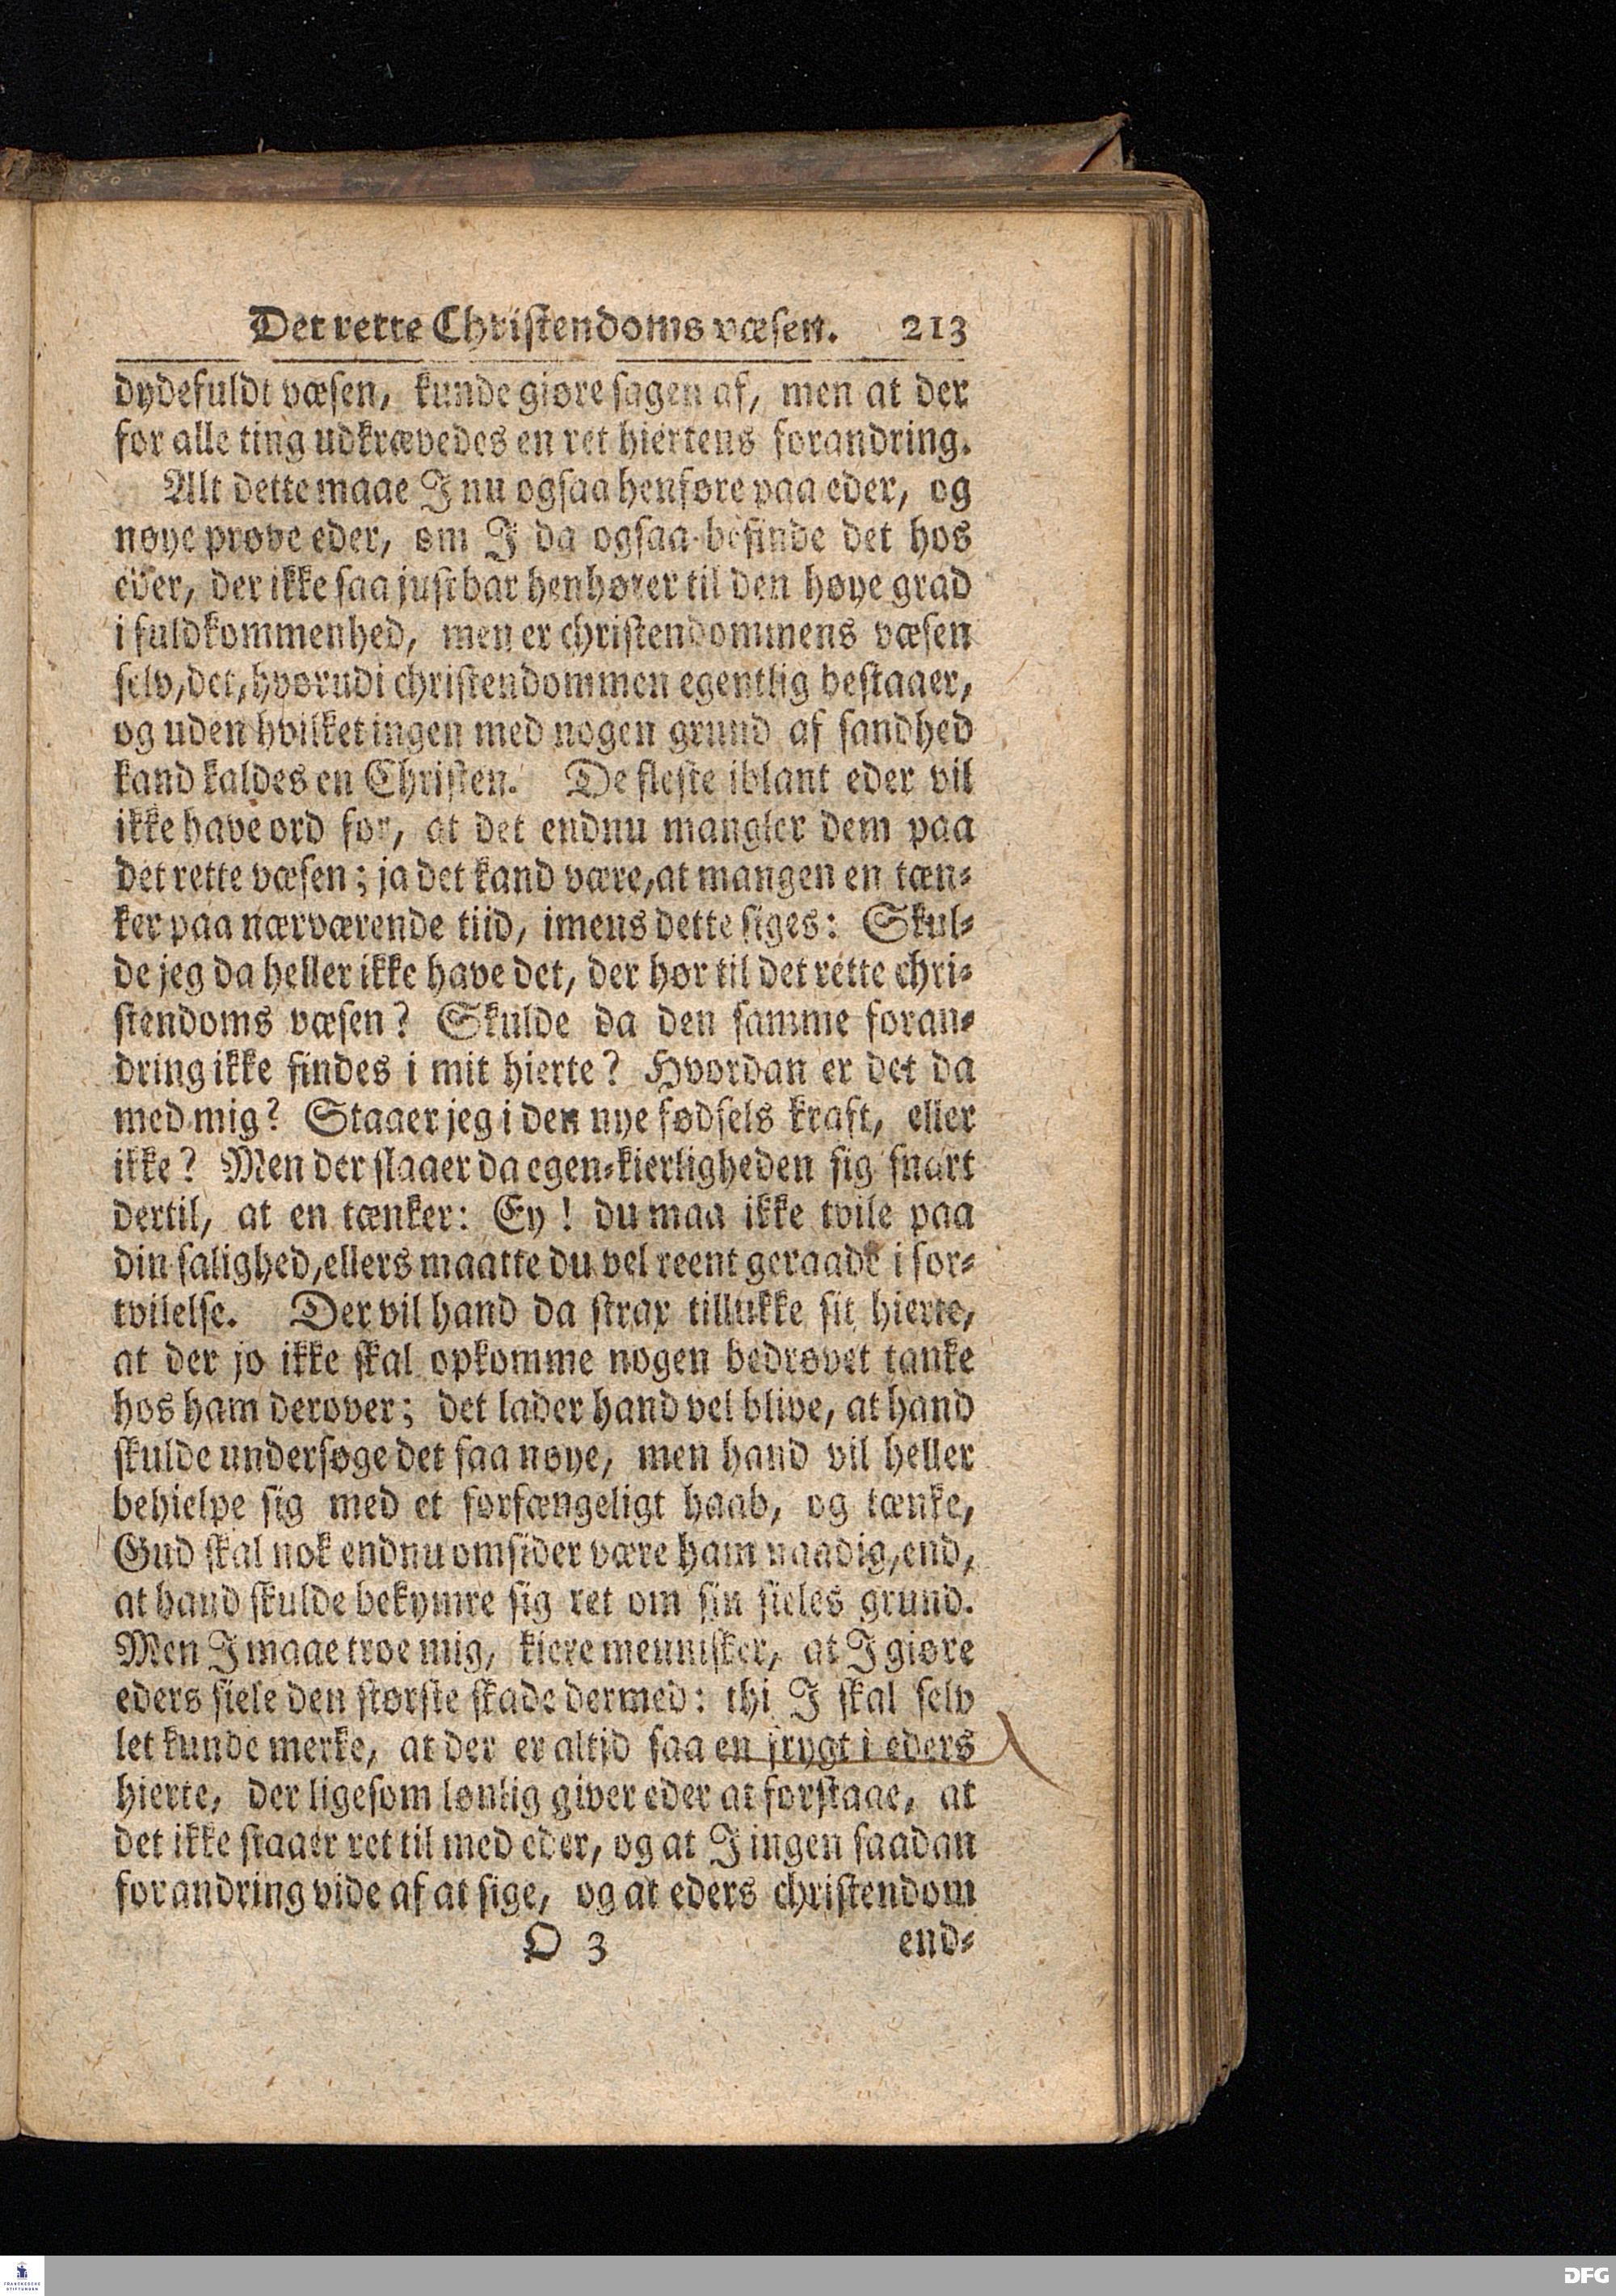 Det rette Christendoms væsen. 213
dydefuldt væsen, kunde giøre sagen af, men at der
for alle ting udkrævedes en ret hiertens forandring.
Alt dette maae I nu ogsaa henføre paa eder, og
nøye prøve eder, om I da ogsaa befinde det hos
eder, der ikke saa just bar henhører til den høye grad
i fuldkommenhed, men er christendommens væsen
selv, det, hvorudi christendommen egentlig bestaaer,
og uden hvilket ingen med nogen grund af sandhed
kand kaldes en Christen. De fleste iblant eder vil
ikke have ord for, at det endnu mangler dem paa
det rette væsen; ja det kand være, at mangen en tæn-
ker paa nærværende tiid, imens dette siges: Skul-
de jeg da heller ikke have det, der hør til det rette chri-
stendoms væsen? Skulde da den samme foran-
dring ikke findes i mit hierte? Hvordan er det da
med mig? Staaer jeg i den nye fødsels kraft, eller
ikke? Men der slaaer da egen-kierligheden sig snart
dertil, at en tænker: Ey! du maa ikke tvile paa
din salighed, ellers maatte du vel reent geraade i for-
tvilelse. Der vil hand da strax tillukke sit hierte,
at der jo ikke skal opkomme nogen bedrøvet tanke
hos ham derover; det lader hand vel blive, at hand
skulde undersøge det saa nøye, men hand vil heller
behielpe sig med et forfængeligt haab, og tænke,
Gud skal nok endnu omsider være ham naadig, end,
at hand skulde bekymre sig ret om sin sieles grund.
Men I maae troe mig, kiere mennisker, at I giøre
eders siele den største skade dermed: thi I skal selv
let kunde merke, at der er altid saa en frygt i eders
hierte, der ligesom lønlig giver eder at forstaae, at
det ikke staaer ret til med eder, og at I ingen saadan
forandring vide af at sige, og at eders christendom
O 3 end-
FRANCKESCHE
STIFTUNGEN
DFG